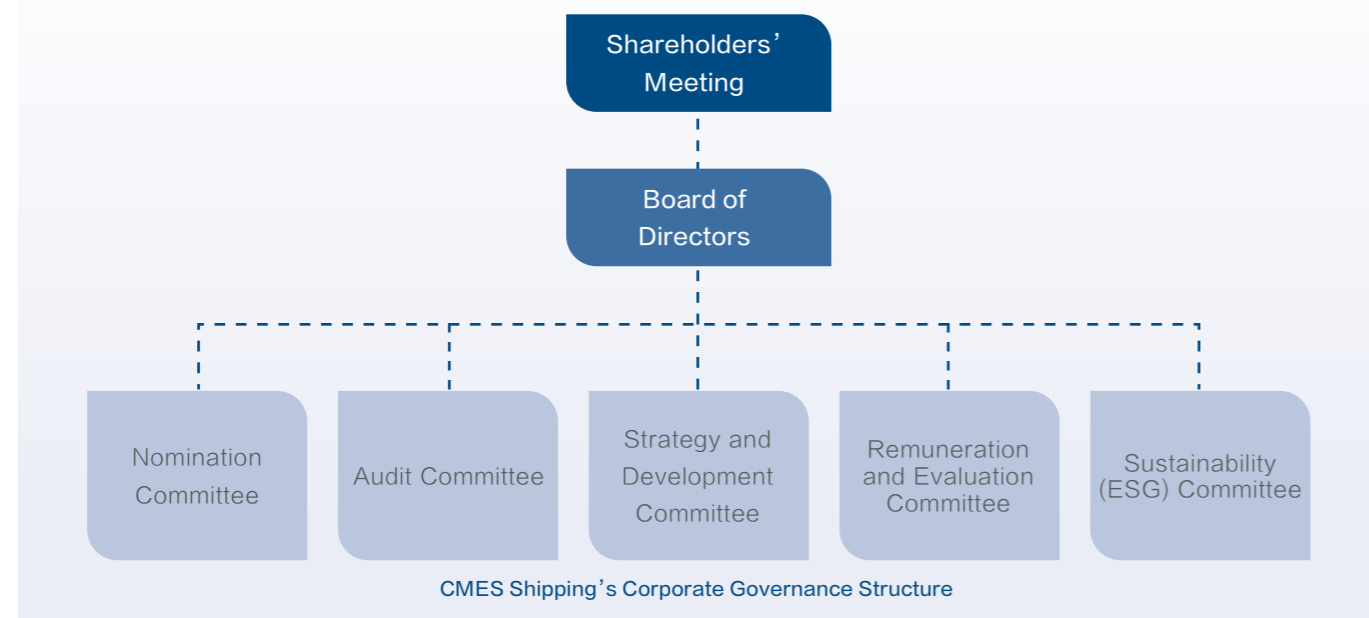 Shareholders’
Meeting
Board of
Directors
Nomination
Committee
Audit Committee
Strategy and
Development
Committee
Remuneration
and Evaluation
Committee
Sustainability
(ESG) Committee
CMES Shipping’s Corporate Governance Structure